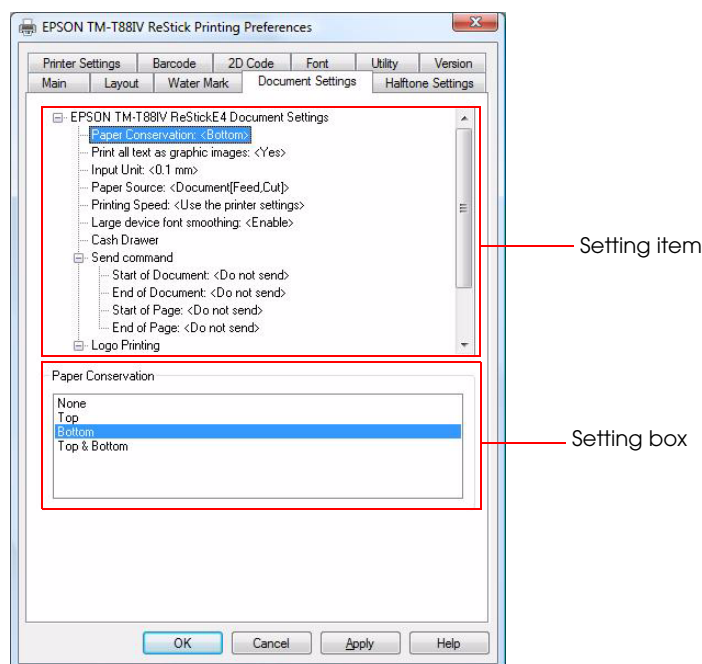 EPSON TM-T88IV ReStick Printing Preferences
Printer Settings Barcode 2D Code Font Utility Version
Main Layout Water Mark Document Settings Halftone Settings
EPSON TM-T88IV ReStickE4 Document Settings
Paper Conservation: <Bottom>
Print all text as graphic images: <Yes>
Input Unit: <0.1 mm>
Paper Source: <Document[Feed,Cut]>
Printing Speed: <Use the printer settings>
Large device font smoothing: <Enable>
Cash Drawer
Send command
Start of Document: <Do not send>
End of Document: <Do not send>
Start of Page: <Do not send>
End of Page: <Do not send>
Logo Printing
Setting item
Paper Conservation
None
Top
Bottom
Top & Bottom
Setting box
OK Cancel Apply Help